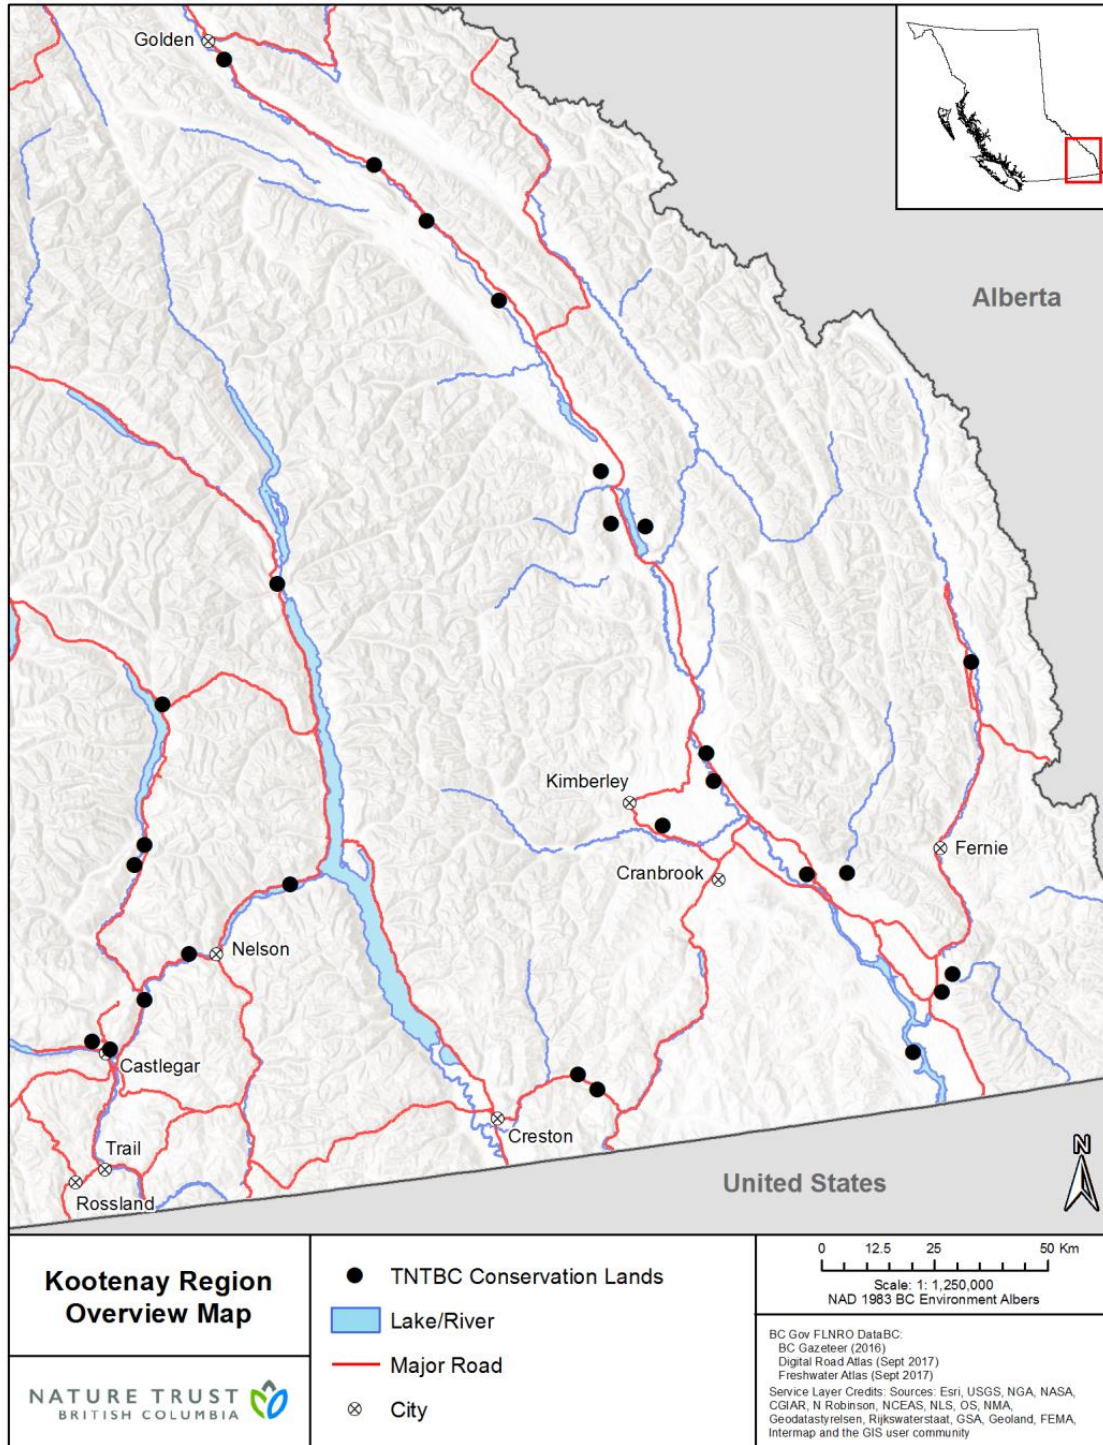 Golden
Alberta
Kimberley
Fernie
Cranbrook
Nelson
Castlegar
Creston
Trail
Rossland
United States
N
Kootenay Region
Overview Map
NATURE TRUST
BRITISH COLUMBIA
TNTBC Conservation Lands
Lake/River
Major Road
City
0 12.5 25 50 Km
Scale: 1: 1,250,000
NAD 1983 BC Environment Albers
BC Gov FLNRO DataBC:
BC Gazeteer (2016)
Digital Road Atlas (Sept 2017)
Freshwater Atlas (Sept 2017)
Service Layer Credits: Sources: Esri, USGS, NGA, NASA,
CGIAR, N Robinson, NCEAS, NLS, OS, NMA,
Geodatastyrelsen, Rijkswaterstaat, GSA, Geoland, FEMA,
Intermap and the GIS user community